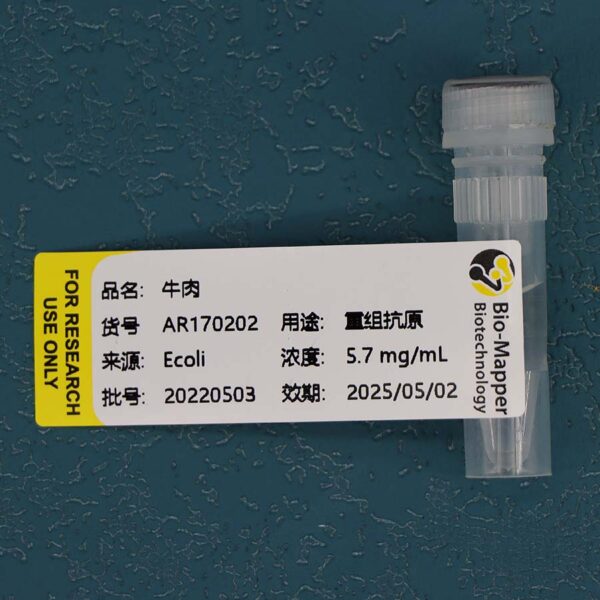 FOR RESEARCH
USE ONLY
品名: 牛肉
货号 AR170202 用途: 重组抗原
来源: Ecoli 浓度: 5.7 mg/mL
批号: 20220503 效期: 2025/05/02
Bio-Mapper
Biotechnology